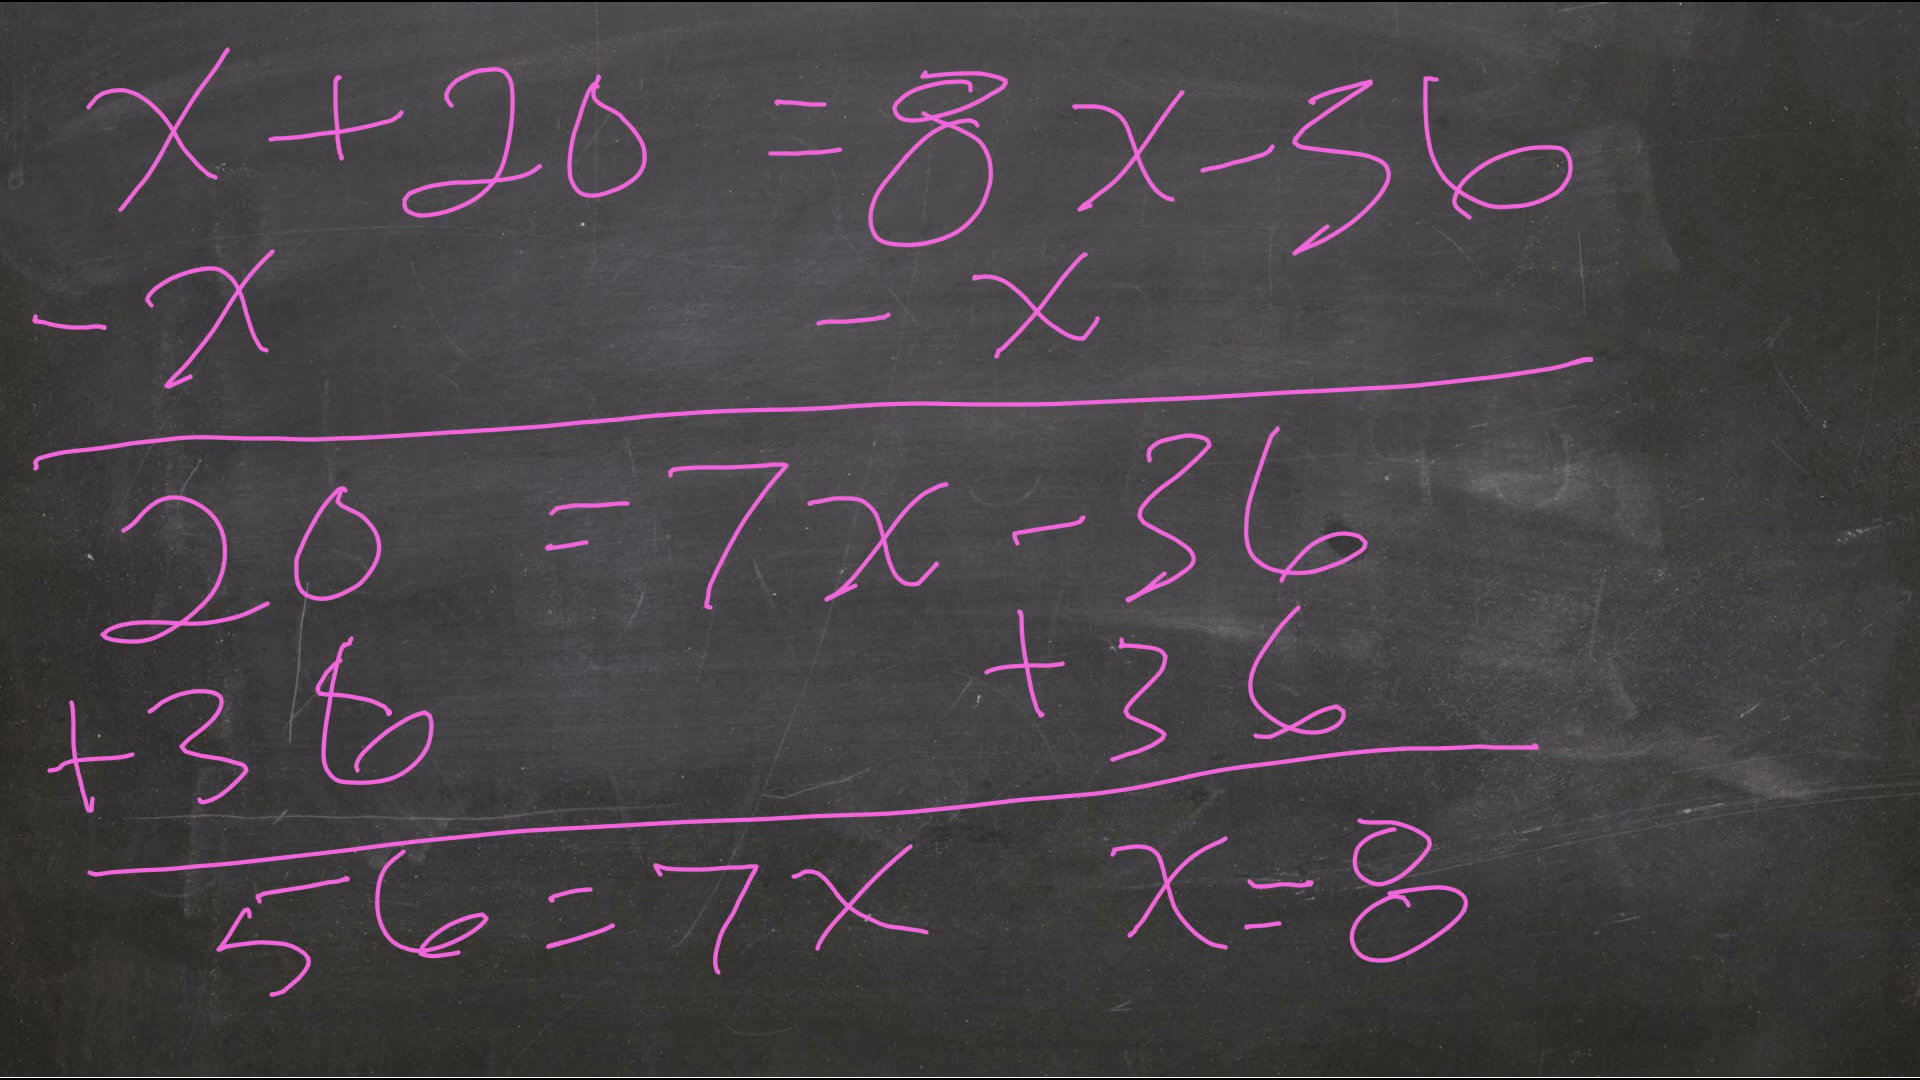 x + 20 = 8x - 36
- x - x
20 = 7x - 36
+ 36 + 36
56 = 7x x = 8